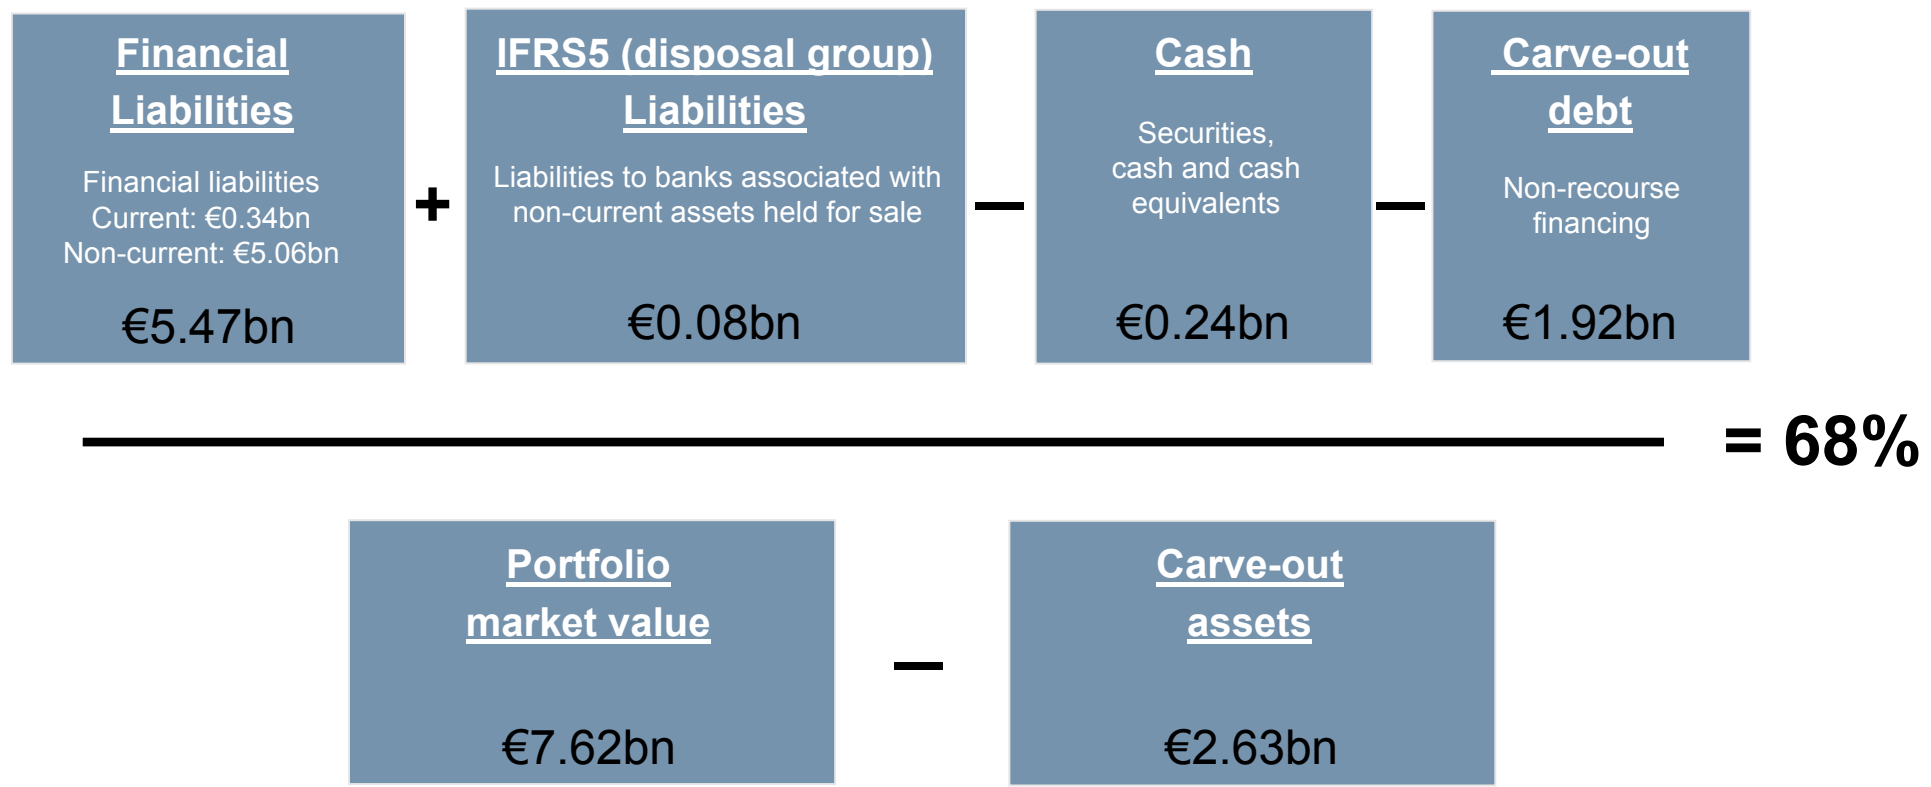 Financial
Liabilities
Financial liabilities
Current: €0.34bn
Non-current: €5.06bn
€5.47bn
+
IFRS5 (disposal group)
Liabilities
Liabilities to banks associated with
non-current assets held for sale
€0.08bn
–
Cash
Securities,
cash and cash
equivalents
€0.24bn
–
Carve-out
debt
Non-recourse
financing
€1.92bn
= 68%
Portfolio
market value
€7.62bn
–
Carve-out
assets
€2.63bn